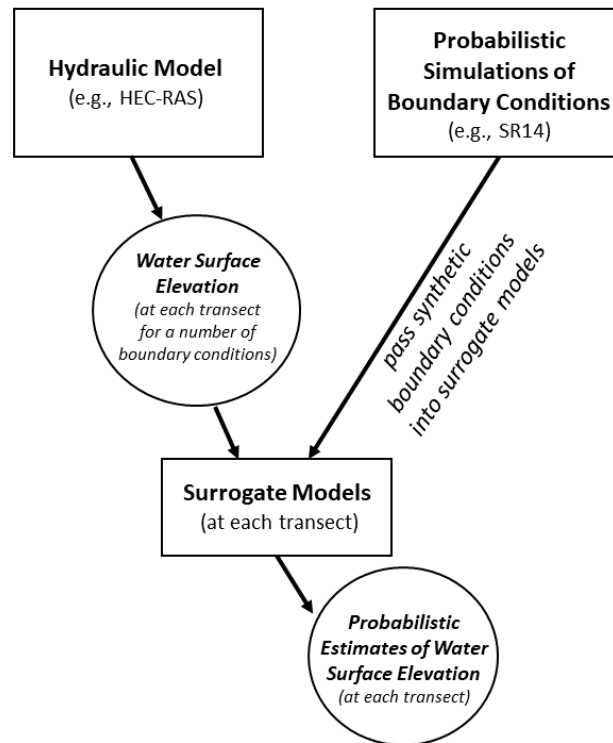 Hydraulic Model
(e.g., HEC-RAS)
Probabilistic
Simulations of
Boundary Conditions
(e.g., SR14)
Water Surface
Elevation
(at each transect
for a number of
boundary conditions)
pass synthetic
boundary conditions
into surrogate models
Surrogate Models
(at each transect)
Probabilistic
Estimates of Water
Surface Elevation
(at each transect)